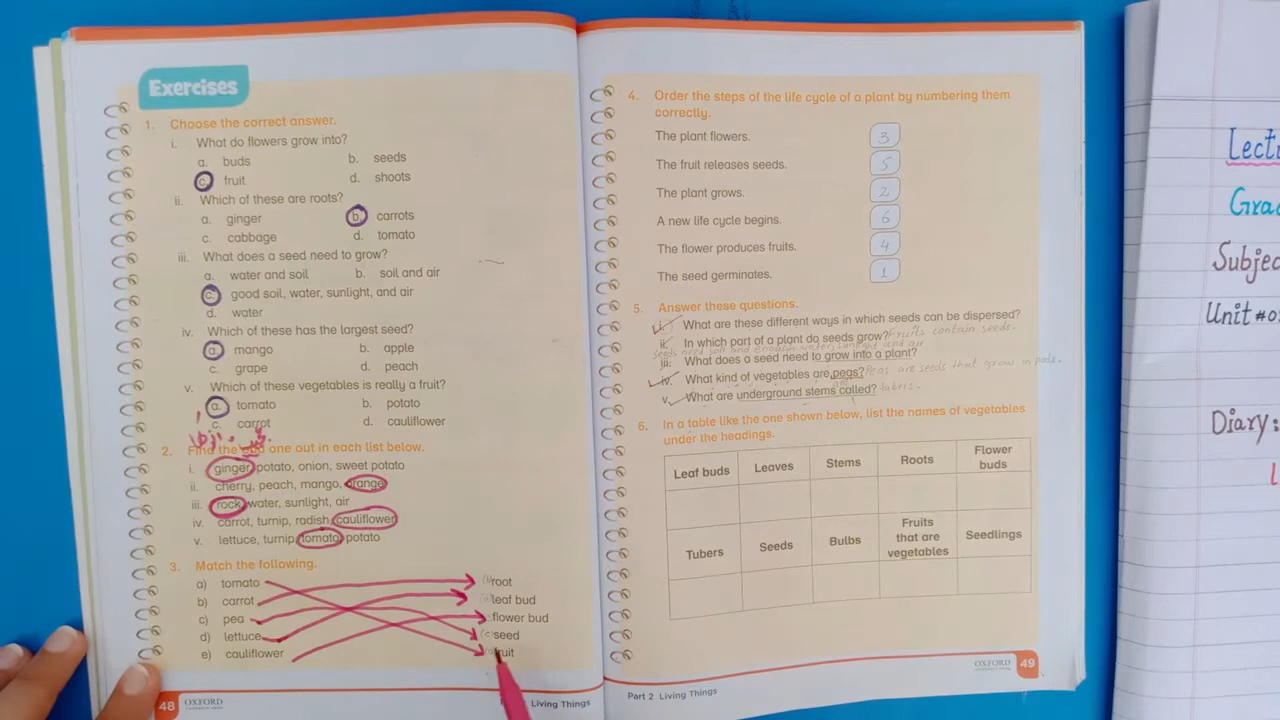 Exercises
1. Choose the correct answer.
i. What do flowers grow into?
a. buds b. seeds
c. fruit d. shoots
ii. Which of these are roots?
a. ginger b. carrots
c. cabbage d. tomato
iii. What does a seed need to grow?
a. water and soil b. soil and air
c. good soil, water, sunlight, and air
d. water
iv. Which of these has the largest seed?
a. mango b. apple
c. grape d. peach
v. Which of these vegetables is really a fruit?
a. tomato b. potato
c. carrot d. cauliflower
2. Find the odd one out in each list below.
i. ginger, potato, onion, sweet potato
ii. cherry, peach, mango, orange
iii. rock, water, sunlight, air
iv. carrot, turnip, radish, cauliflower
v. lettuce, turnip, tomato, potato
3. Match the following.
a) tomato root
b) carrot leaf bud
c) pea flower bud
d) lettuce seed
e) cauliflower fruit
48 OXFORD
Living Things
4. Order the steps of the life cycle of a plant by numbering them
correctly.
The plant flowers. 3
The fruit releases seeds. 5
The plant grows. 2
A new life cycle begins. 6
The flower produces fruits. 4
The seed germinates. 1
5. Answer these questions.
i. What are these different ways in which seeds can be dispersed?
ii. In which part of a plant do seeds grow? Fruits contain seeds.
seeds need soil and enough water, sunlight and air
iii. What does a seed need to grow into a plant?
iv. What kind of vegetables are pegs? Peas are seeds that grow in pods.
v. What are underground stems called? tubers.
6. In a table like the one shown below, list the names of vegetables
under the headings.
Leaf buds Leaves Stems Roots Flower buds
Tubers Seeds Bulbs Fruits that are vegetables Seedlings
Part 2 Living Things
OXFORD 49
Lectu
Grad
Subjec
Unit #0
Diary: